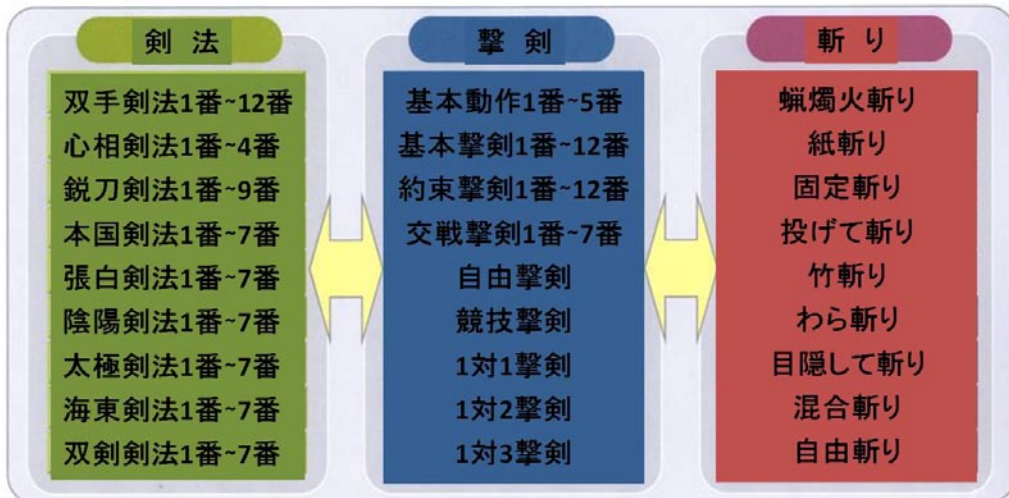 剣法
双手剣法1番~12番
心相剣法1番~4番
鋭刀剣法1番~9番
本国剣法1番~7番
張白剣法1番~7番
陰陽剣法1番~7番
太極剣法1番~7番
海東剣法1番~7番
双剣剣法1番~7番
撃剣
基本動作1番~5番
基本撃剣1番~12番
約束撃剣1番~12番
交戦撃剣1番~7番
自由撃剣
競技撃剣
1対1撃剣
1対2撃剣
1対3撃剣
斬り
蝋燭火斬り
紙斬り
固定斬り
投げて斬り
竹斬り
わら斬り
目隠して斬り
混合斬り
自由斬り